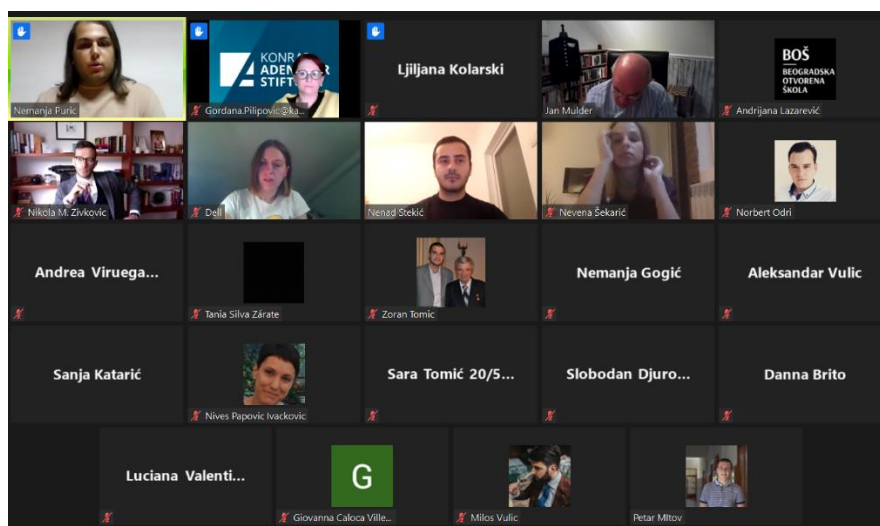 Nemanja Puric
KONRAD
ADENAUER
STIFTUNG
Gordana.Pilipovic@ka...
Ljiljana Kolarski
Jan Mulder
BOŠ
BEOGRADSKA
OTVORENA
ŠKOLA
Andrijana Lazarević
Nikola M. Zivkovic
Dell
Nenad Stekić
Nevena Šekarić
Norbert Odri
Andrea Viruega...
Tania Silva Zárate
Zoran Tomic
Nemanja Gogić
Aleksandar Vulic
Sanja Katarić
Nives Papovic Ivackovic
Sara Tomić 20/5...
Slobodan Djuro...
Danna Brito
Luciana Valenti...
G
Giovanna Caloca Ville...
Milos Vulic
Petar MItov